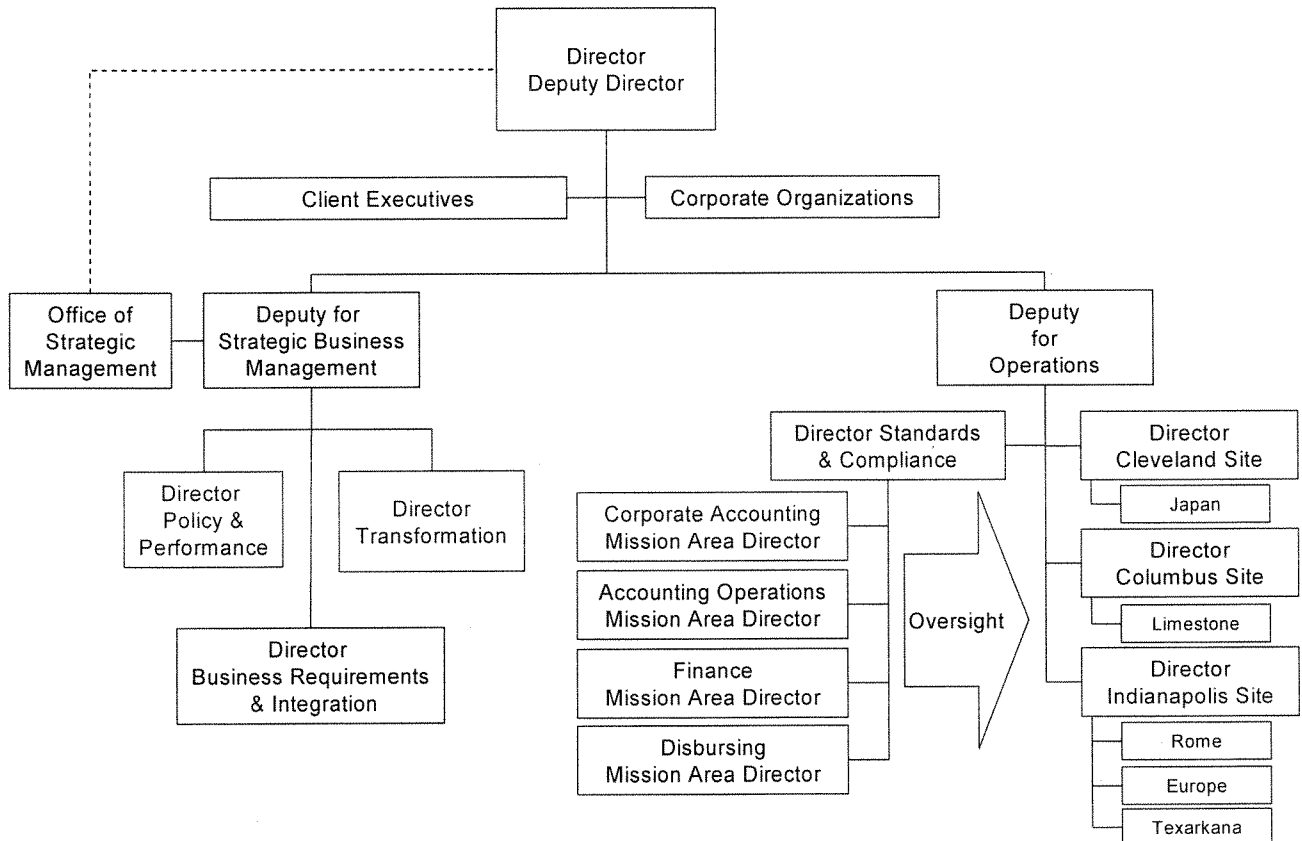 Director
Deputy Director
Client Executives
Corporate Organizations
Office of
Strategic
Management
Deputy for
Strategic Business
Management
Deputy
for
Operations
Director
Policy &
Performance
Director
Transformation
Director
Business Requirements
& Integration
Director Standards
& Compliance
Corporate Accounting
Mission Area Director
Accounting Operations
Mission Area Director
Finance
Mission Area Director
Disbursing
Mission Area Director
Oversight
Director
Cleveland Site
Japan
Director
Columbus Site
Limestone
Director
Indianapolis Site
Rome
Europe
Texarkana